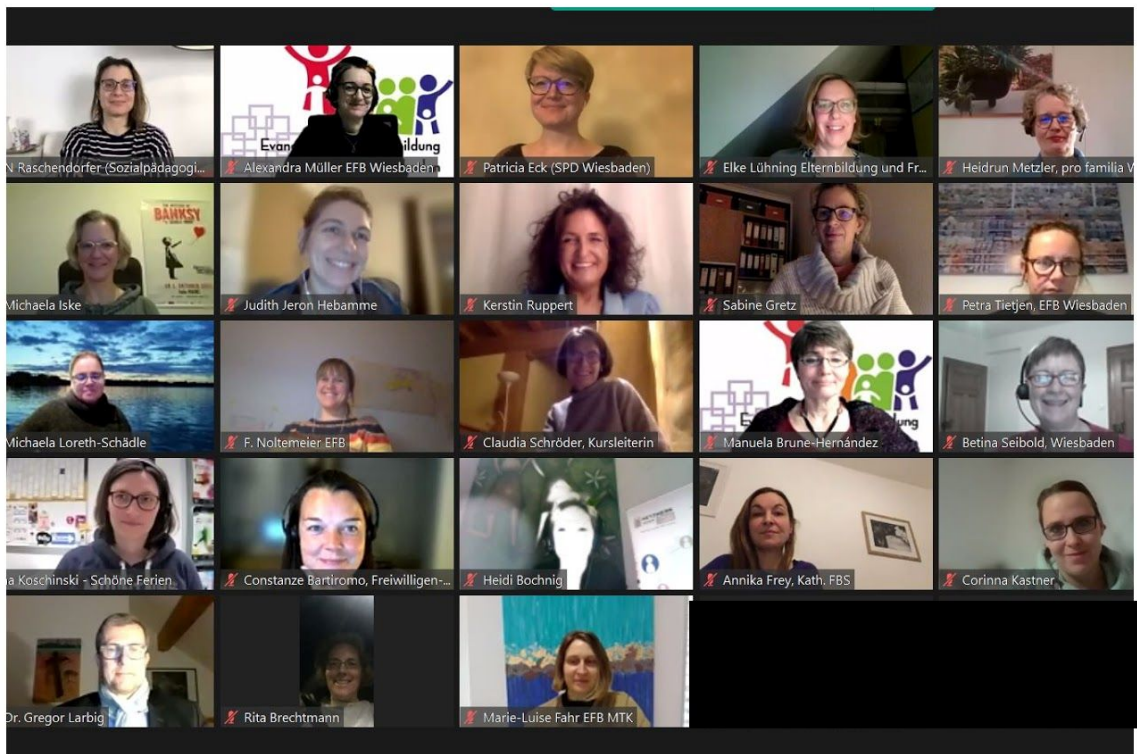 N Raschendorfer (Sozialpädagogi...
Evan
ildung
Alexandra Müller EFB Wiesbadenn
Patricia Eck (SPD Wiesbaden)
Elke Lühning Elternbildung und Fr...
Heidrun Metzler, pro familia W
BANKSY
Michaela Iske
Judith Jeron Hebamme
Kerstin Ruppert
Sabine Gretz
Petra Tietjen, EFB Wiesbaden
Michaela Loreth-Schädle
F. Noltemeier EFB
Claudia Schröder, Kursleiterin
Manuela Brune-Hernández
Betina Seibold, Wiesbaden
na Koschinski - Schöne Ferien
Constanze Bartiromo, Freiwilligen-...
Heidi Bochnig
Annika Frey, Kath. FBS
Corinna Kastner
Dr. Gregor Larbig
Rita Brechtmann
Marie-Luise Fahr EFB MTK